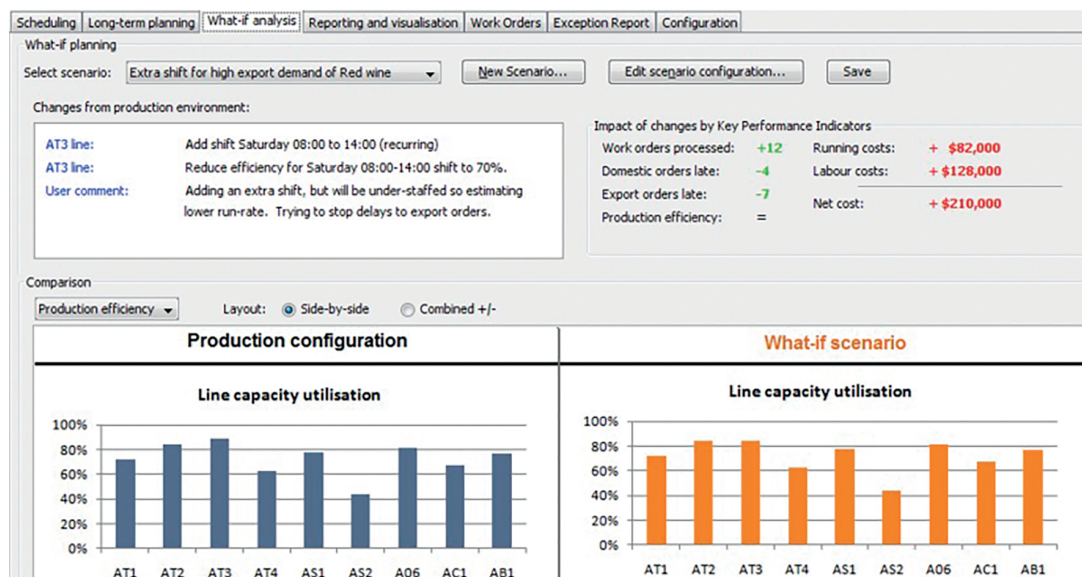 Scheduling Long-term planning What-if analysis Reporting and visualisation Work Orders Exception Report Configuration
What-if planning
Select scenario: Extra shift for high export demand of Red wine New Scenario... Edit scenario configuration... Save
Changes from production environment:
AT3 line: Add shift Saturday 08:00 to 14:00 (recurring)
AT3 line: Reduce efficiency for Saturday 08:00-14:00 shift to 70%.
User comment: Adding an extra shift, but will be under-staffed so estimating
lower run-rate. Trying to stop delays to export orders.
Impact of changes by Key Performance Indicators
Work orders processed: +12 Running costs: + $82,000
Domestic orders late: -4 Labour costs: + $128,000
Export orders late: -7
Net cost: + $210,000
Production efficiency: =
Comparison
Production efficiency Layout: Side-by-side Combined +/-
Production configuration
Line capacity utilisation
100%
80%
60%
40%
20%
0%
AT1 AT2 AT3 AT4 AS1 AS2 A06 AC1 AB1
What-if scenario
Line capacity utilisation
100%
80%
60%
40%
20%
0%
AT1 AT2 AT3 AT4 AS1 AS2 A06 AC1 AB1